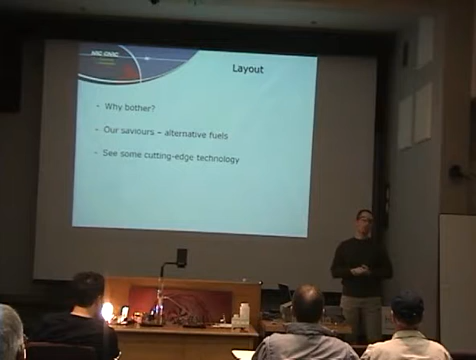 Layout
- Why bother?
- Our saviours – alternative fuels
- See some cutting-edge technology